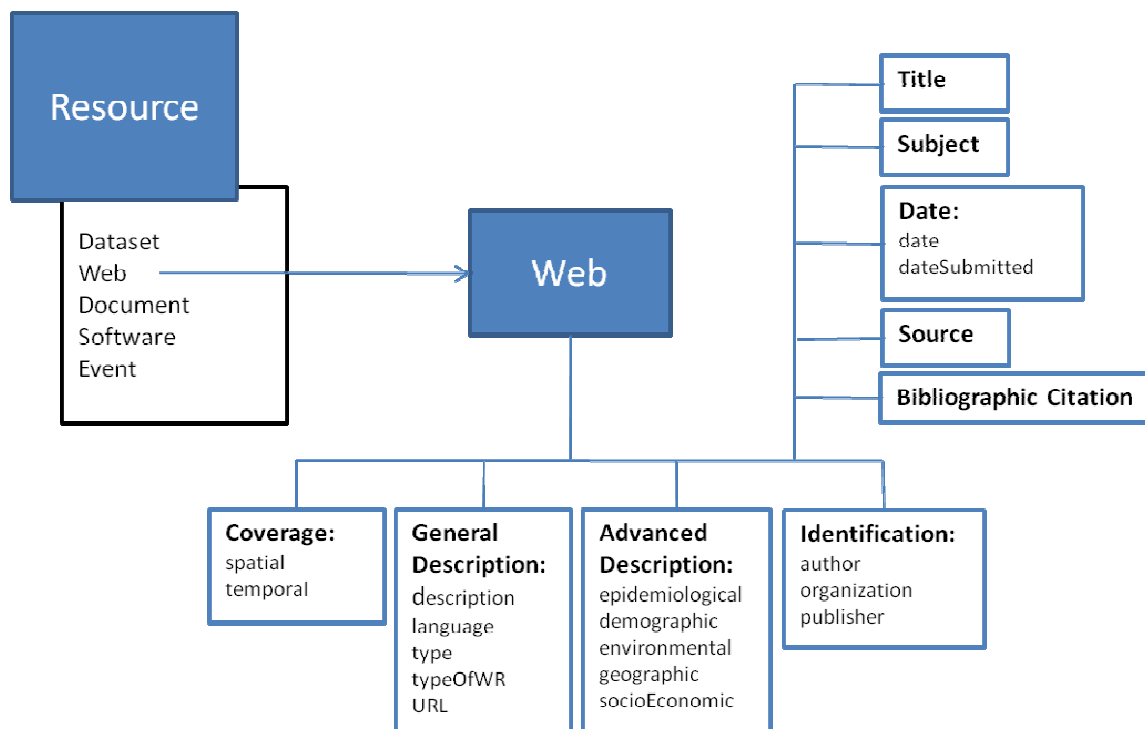 Resource
Dataset
Web
Document
Software
Event
Web
Title
Subject
Date:
date
dateSubmitted
Source
Bibliographic Citation
Coverage:
spatial
temporal
General
Description:
description
language
type
typeOfWR
URL
Advanced
Description:
epidemiological
demographic
environmental
geographic
socioEconomic
Identification:
author
organization
publisher